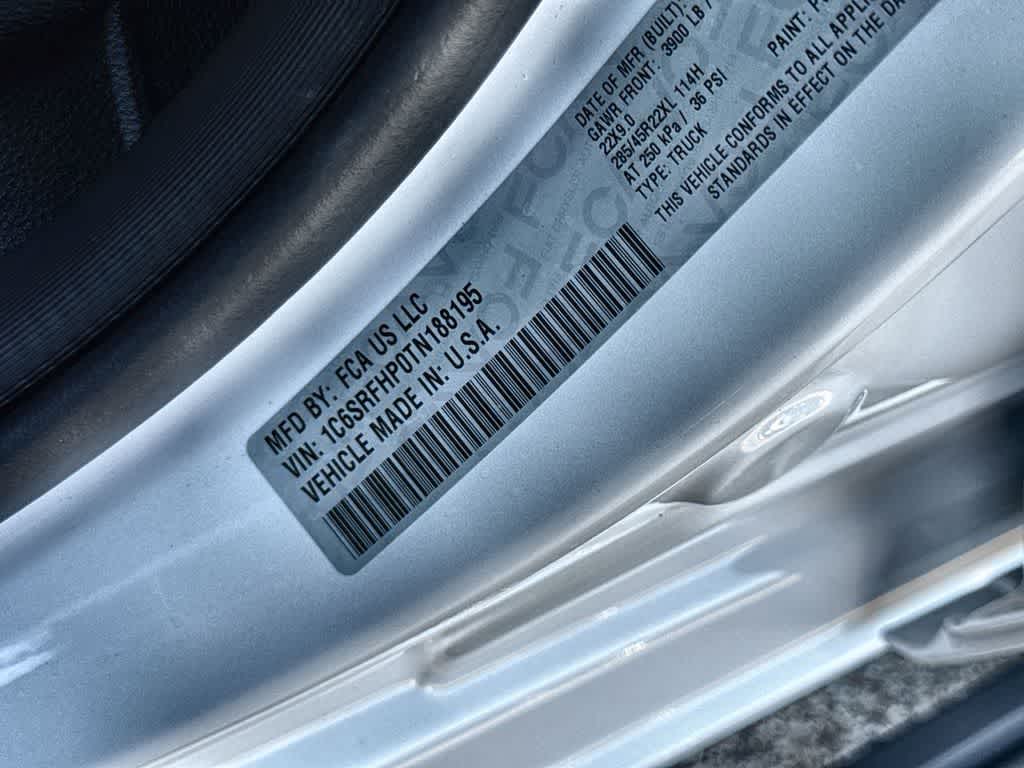 MFD BY: FCA US LLC
VIN: 1C6SRFHP0TN188195
VEHICLE MADE IN: U.S.A.
DATE OF MFR (BUILT):
GAWR FRONT: 3900 LB /
22X9.0
285/45R22XL 114H
AT 250 kPa / 36 PSI
TYPE: TRUCK
PAINT:
THIS VEHICLE CONFORMS TO ALL
STANDARDS IN EFFECT ON THE